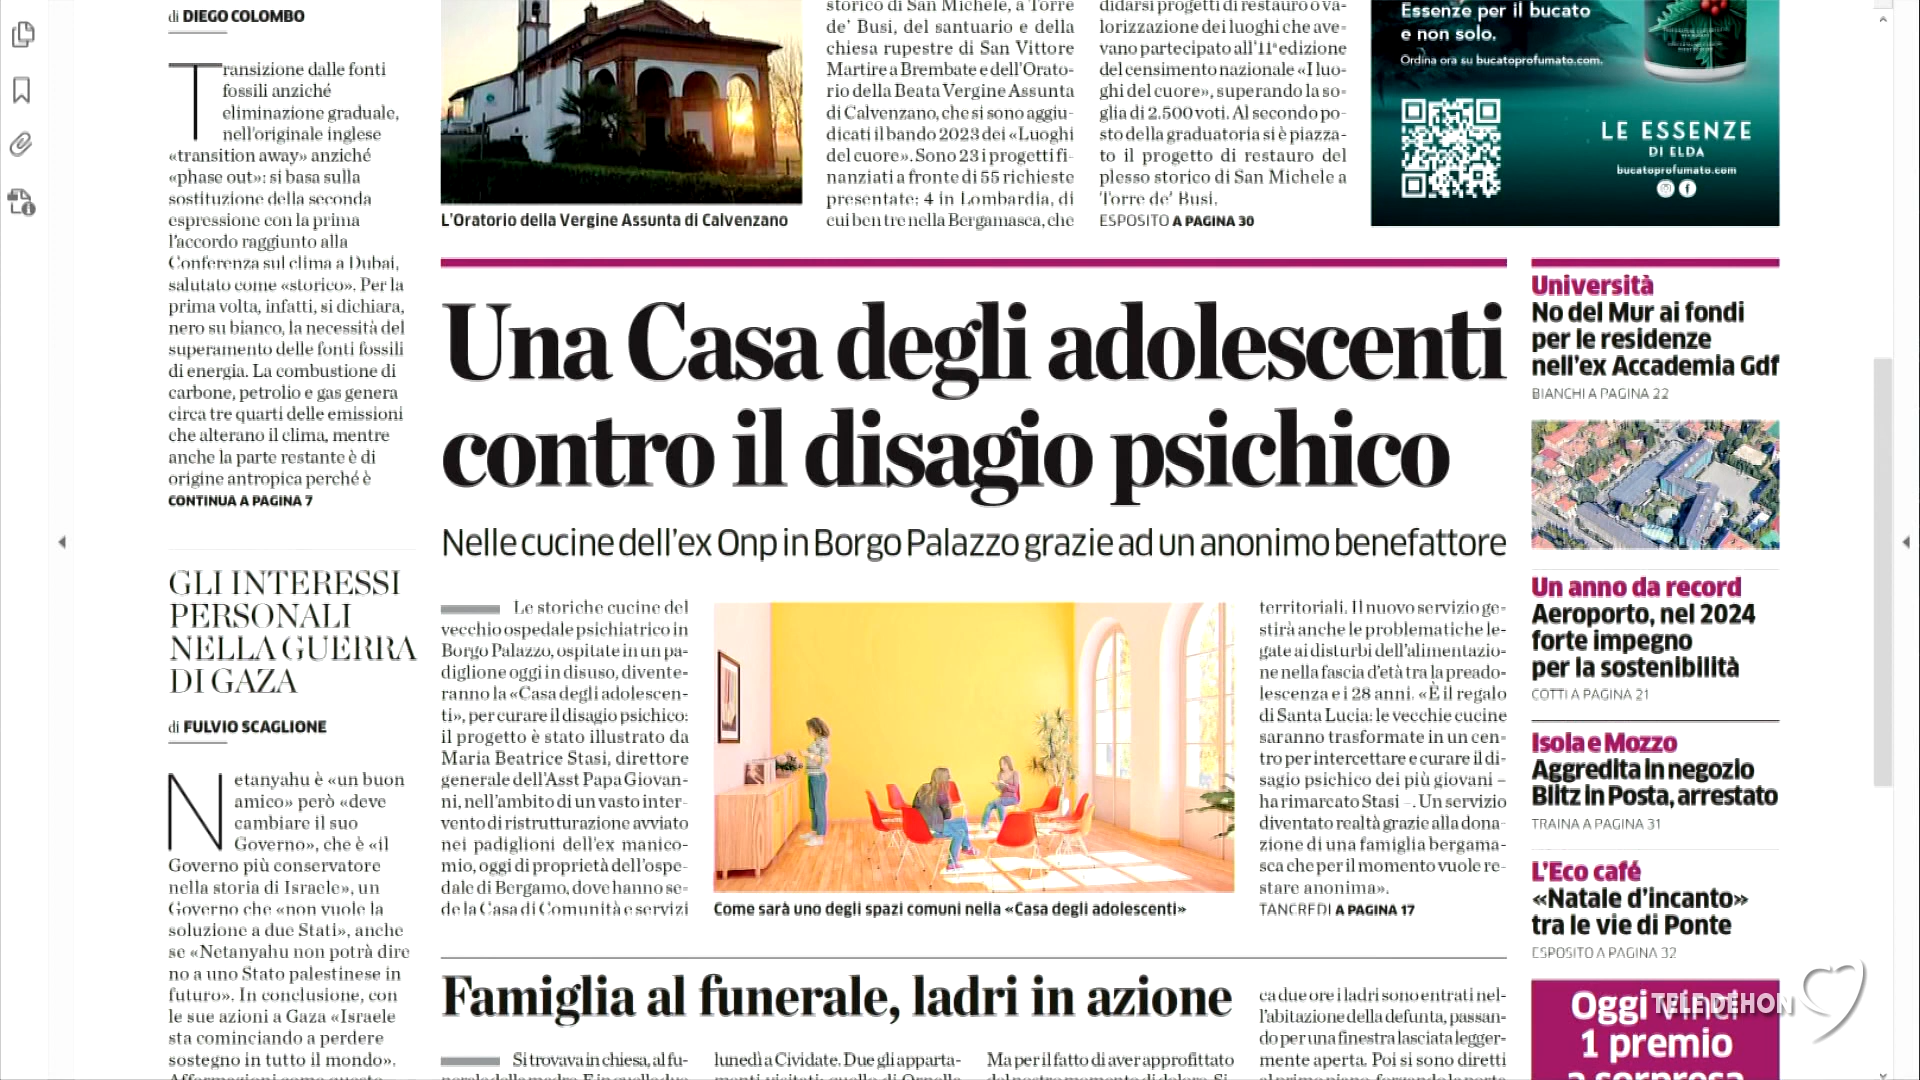 di DIEGO COLOMBO
Transizione dalle fonti
fossili anziché
eliminazione graduale,
nell'originale inglese
«transition away» anziché
«phase out»: si basa sulla
sostituzione della seconda
espressione con la prima
l'accordo raggiunto alla
Conferenza sul clima a Dubai,
salutato come «storico». Per la
prima volta, infatti, si dichiara,
nero su bianco, la necessità del
superamento delle fonti fossili
di energia. La combustione di
carbone, petrolio e gas genera
circa tre quarti delle emissioni
che alterano il clima, mentre
anche la parte restante è di
origine antropica perché è
CONTINUA A PAGINA 7
GLI INTERESSI
PERSONALI
NELLA GUERRA
DI GAZA
di FULVIO SCAGLIONE
Netanyahu è «un buon
amico» però «deve
cambiare il suo
Governo», che è «il
Governo più conservatore
nella storia di Israele», un
Governo che «non vuole la
soluzione a due Stati», anche
se «Netanyahu non potrà dire
no a uno Stato palestinese in
futuro». In conclusione, con
le sue azioni a Gaza «Israele
sta cominciando a perdere
sostegno in tutto il mondo».
L'Oratorio della Vergine Assunta di Calvenzano
storico di San Michele, a Torre
de' Busi, del santuario e della
chiesa rupestre di San Vittore
Martire a Brembate e dell'Orato-
rio della Beata Vergine Assunta
di Calvenzano, che si sono aggiu-
dicati il bando 2023 dei «Luoghi
del cuore». Sono 23 i progetti fi-
nanziati a fronte di 55 richieste
presentate: 4 in Lombardia, di
cui ben tre nella Bergamasca, che
didarsi progetti di restauro o va-
lorizzazione dei luoghi che ave-
vano partecipato all'11ª edizione
del censimento nazionale «I luo-
ghi del cuore», superando la so-
glia di 2.500 voti. Al secondo po-
sto della graduatoria si è piazza-
to il progetto di restauro del
plesso storico di San Michele a
Torre de' Busi.
ESPOSITO A PAGINA 30
Essenze per il bucato
e non solo.
Ordina ora su bucatoprofumato.com.
LE ESSENZE
DI ELDA
bucatoprofumato.com
Una Casa degli adolescenti
contro il disagio psichico
Nelle cucine dell'ex Onp in Borgo Palazzo grazie ad un anonimo benefattore
Le storiche cucine del
vecchio ospedale psichiatrico in
Borgo Palazzo, ospitate in un pa-
diglione oggi in disuso, divente-
ranno la «Casa degli adolescen-
ti», per curare il disagio psichico:
il progetto è stato illustrato da
Maria Beatrice Stasi, direttore
generale dell'Asst Papa Giovan-
ni, nell'ambito di un vasto inter-
vento di ristrutturazione avviato
nei padiglioni dell'ex manico-
mio, oggi di proprietà dell'ospe-
dale di Bergamo, dove hanno se-
de la Casa di Comunità e servizi
Come sarà uno degli spazi comuni nella «Casa degli adolescenti»
territoriali. Il nuovo servizio ge-
stirà anche le problematiche le-
gate ai disturbi dell'alimentazio-
ne nella fascia d'età tra la preado-
lescenza e i 28 anni. «È il regalo
di Santa Lucia: le vecchie cucine
saranno trasformate in un cen-
tro per intercettare e curare il di-
sagio psichico dei più giovani –
ha rimarcato Stasi –. Un servizio
diventato realtà grazie alla dona-
zione di una famiglia bergama-
sca che per il momento vuole re-
stare anonima».
TANCREDI A PAGINA 17
Famiglia al funerale, ladri in azione
Si trovava in chiesa, al fu-
lunedì a Cividate. Due gli apparta-
Ma per il fatto di aver approfittato
ca due ore i ladri sono entrati nel-
l'abitazione della defunta, passan-
do per una finestra lasciata legger-
mente aperta. Poi si sono diretti
Università
No del Mur ai fondi
per le residenze
nell'ex Accademia Gdf
BIANCHI A PAGINA 22
Un anno da record
Aeroporto, nel 2024
forte impegno
per la sostenibilità
COTTI A PAGINA 21
Isola e Mozzo
Aggredita in negozio
Blitz in Posta, arrestato
TRAINA A PAGINA 31
L'Eco café
«Natale d'incanto»
tra le vie di Ponte
ESPOSITO A PAGINA 32
Oggi vinci
1 premio
a sorpresa
TELE DEHON